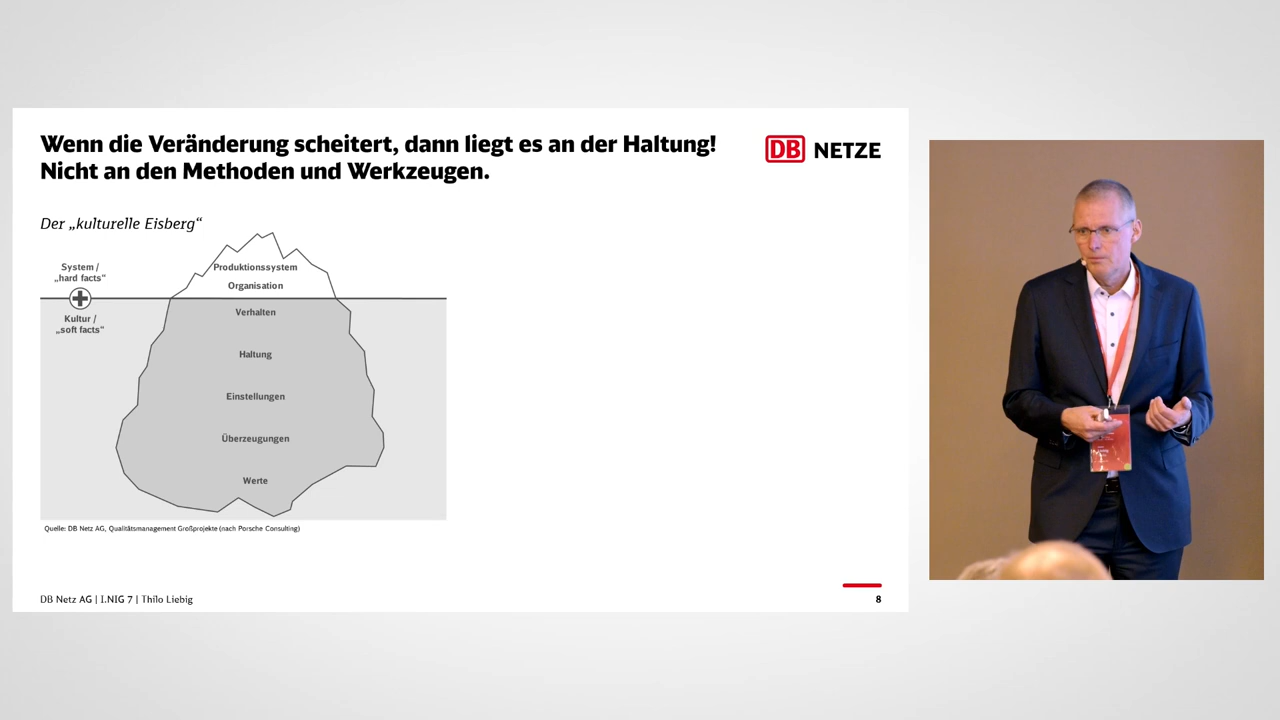 Wenn die Veränderung scheitert, dann liegt es an der Haltung!
Nicht an den Methoden und Werkzeugen.
DB NETZE
Der „kulturelle Eisberg“
System /
„hard facts“
Kultur /
„soft facts“
Produktionssystem
Organisation
Verhalten
Haltung
Einstellungen
Überzeugungen
Werte
Quelle: DB Netz AG, Qualitätsmanagement Großprojekte (nach Porsche Consulting)
DB Netz AG | I.NIG 7 | Thilo Liebig
8